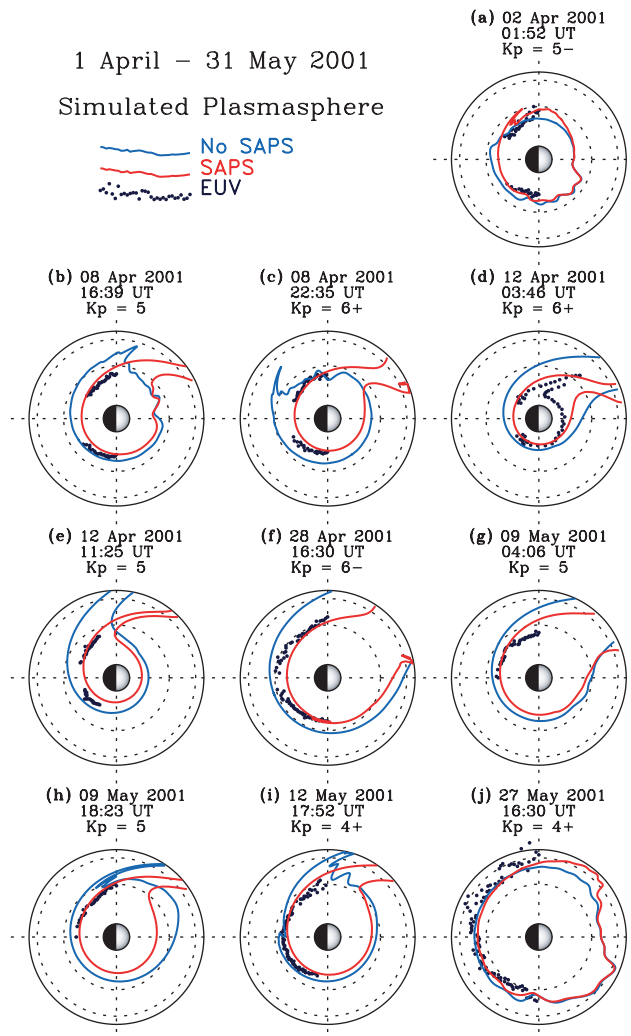 1 April - 31 May 2001
Simulated Plasmasphere
No SAPS
SAPS
EUV
(a) 02 Apr 2001
01:52 UT
Kp = 5-
(b) 08 Apr 2001
16:39 UT
Kp = 5
(c) 08 Apr 2001
22:35 UT
Kp = 6+
(d) 12 Apr 2001
03:46 UT
Kp = 6+
(e) 12 Apr 2001
11:25 UT
Kp = 5
(f) 28 Apr 2001
16:30 UT
Kp = 6-
(g) 09 May 2001
04:06 UT
Kp = 5
(h) 09 May 2001
18:23 UT
Kp = 5
(i) 12 May 2001
17:52 UT
Kp = 4+
(j) 27 May 2001
16:30 UT
Kp = 4+